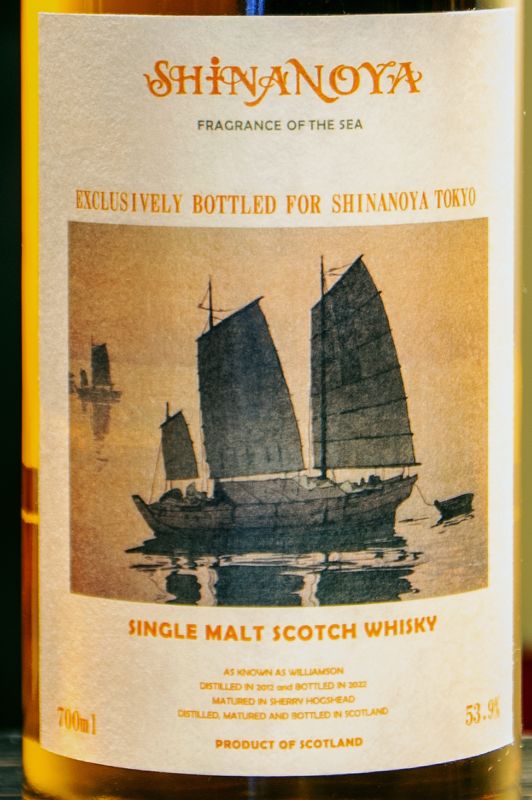 SHiNANOYA
FRAGRANCE OF THE SEA
EXCLUSIVELY BOTTLED FOR SHINANOYA TOKYO
SINGLE MALT SCOTCH WHISKY
AS KNOWN AS WILLIAMSON
DISTILLED IN 2012 and BOTTLED IN 2022
MATURED IN SHERRY HOGSHEAD
DISTILLED, MATURED AND BOTTLED IN SCOTLAND
700ml
53.9%
PRODUCT OF SCOTLAND